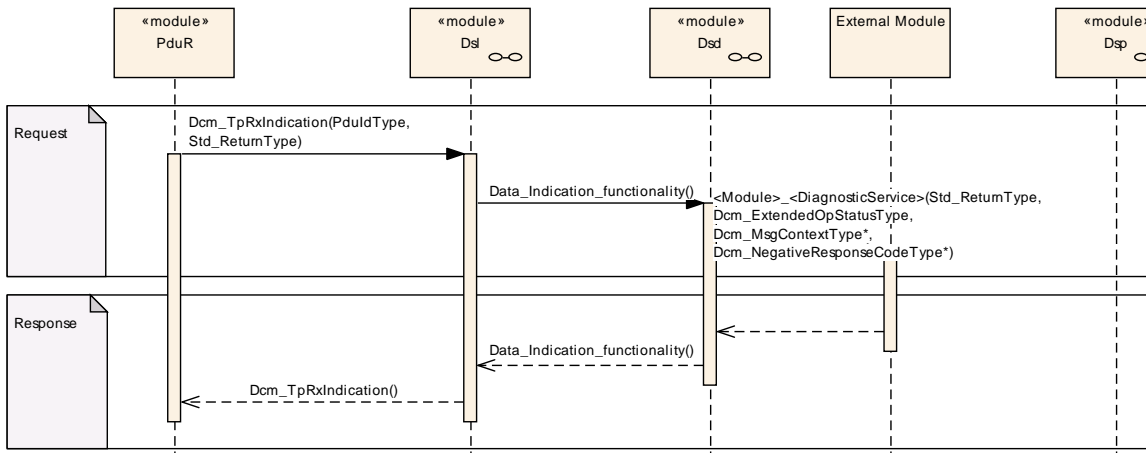 «module»
PduR
«module»
Dsl
«module»
Dsd
External Module
«module»
Dsp
Request
Dcm_TpRxIndication(PduIdType,
Std_ReturnType)
Data_Indication_functionality()
<Module>_<DiagnosticService>(Std_ReturnType,
Dcm_ExtendedOpStatusType,
Dcm_MsgContextType*,
Dcm_NegativeResponseCodeType*)
Response
Data_Indication_functionality()
Dcm_TpRxIndication()